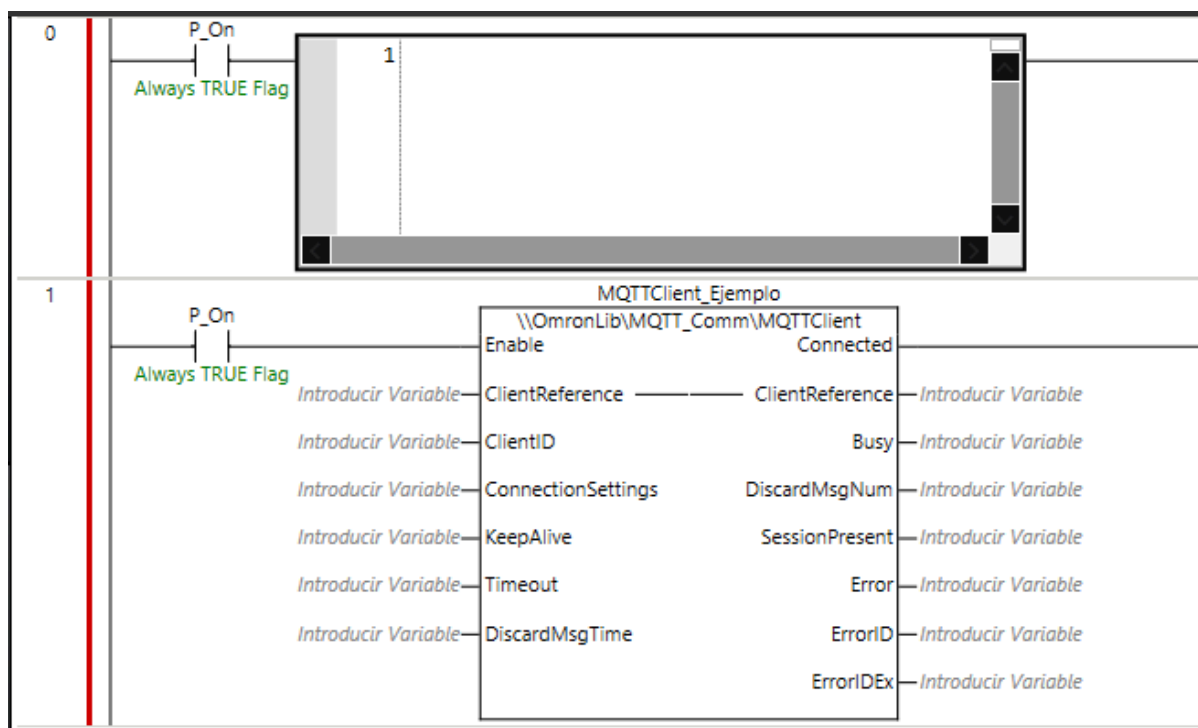 0
P_On
Always TRUE Flag
1
1
P_On
Always TRUE Flag
MQTTClient_Ejemplo
\\OmronLib\MQTT_Comm\MQTTClient
Enable Connected
Introducir Variable ClientReference ClientReference Introducir Variable
Introducir Variable ClientID Busy Introducir Variable
Introducir Variable ConnectionSettings DiscardMsgNum Introducir Variable
Introducir Variable KeepAlive SessionPresent Introducir Variable
Introducir Variable Timeout Error Introducir Variable
Introducir Variable DiscardMsgTime ErrorID Introducir Variable
ErrorIDEx Introducir Variable